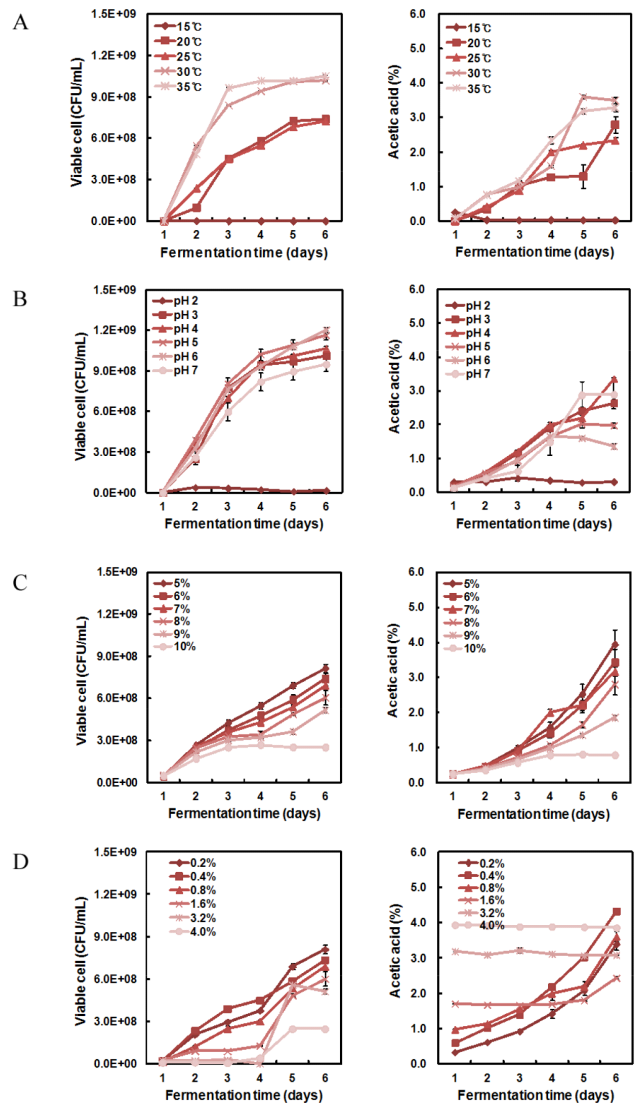 A
1.5E+09
1.2E+09
9.0E+08
6.0E+08
3.0E+08
0.0E+00
Viable cell (CFU/mL)
15℃
20℃
25℃
30℃
35℃
1 2 3 4 5 6
Fermentation time (days)
6.0
5.0
4.0
3.0
2.0
1.0
0.0
Acetic acid (%)
15℃
20℃
25℃
30℃
35℃
1 2 3 4 5 6
Fermentation time (days)
B
1.5E+09
1.2E+09
9.0E+08
6.0E+08
3.0E+08
0.0E+00
Viable cell (CFU/mL)
pH 2
pH 3
pH 4
pH 5
pH 6
pH 7
1 2 3 4 5 6
Fermentation time (days)
6.0
5.0
4.0
3.0
2.0
1.0
0.0
Acetic acid (%)
pH 2
pH 3
pH 4
pH 5
pH 6
pH 7
1 2 3 4 5 6
Fermentation time (days)
C
1.5E+09
1.2E+09
9.0E+08
6.0E+08
3.0E+08
0.0E+00
Viable cell (CFU/mL)
5%
6%
7%
8%
9%
10%
1 2 3 4 5 6
Fermentation time (days)
6.0
5.0
4.0
3.0
2.0
1.0
0.0
Acetic acid (%)
5%
6%
7%
8%
9%
10%
1 2 3 4 5 6
Fermentation time (days)
D
1.5E+09
1.2E+09
9.0E+08
6.0E+08
3.0E+08
0.0E+00
Viable cell (CFU/mL)
0.2%
0.4%
0.8%
1.6%
3.2%
4.0%
1 2 3 4 5 6
Fermentation time (days)
6.0
5.0
4.0
3.0
2.0
1.0
0.0
Acetic acid (%)
0.2%
0.4%
0.8%
1.6%
3.2%
4.0%
1 2 3 4 5 6
Fermentation time (days)